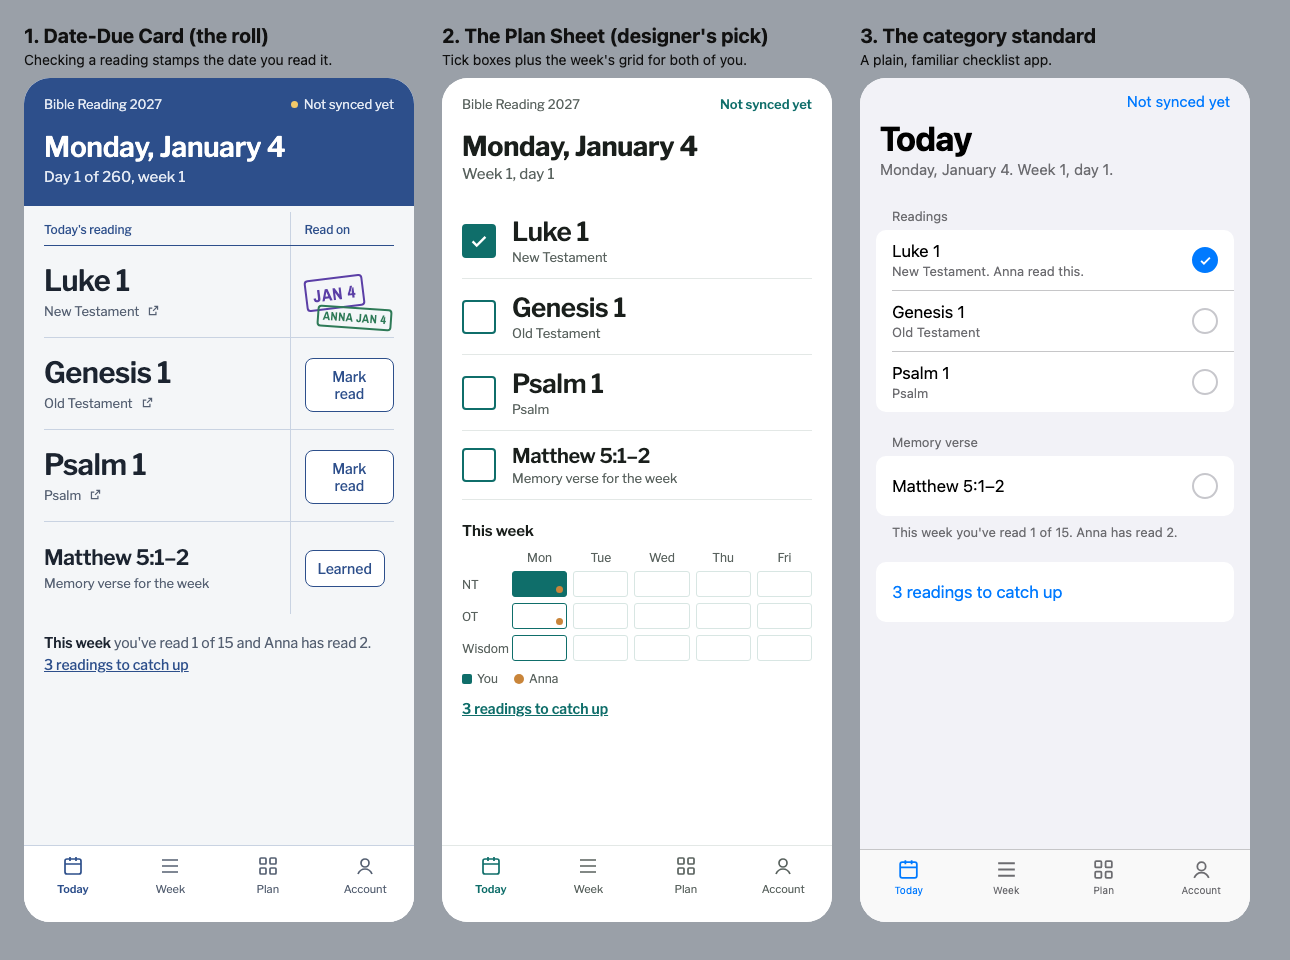 1. Date-Due Card (the roll)
Checking a reading stamps the date you read it.
Bible Reading 2027
Not synced yet
Monday, January 4
Day 1 of 260, week 1
Today's reading
Read on
Luke 1
New Testament
JAN 4
ANNA JAN 4
Genesis 1
Old Testament
Mark
read
Psalm 1
Psalm
Mark
read
Matthew 5:1–2
Memory verse for the week
Learned
This week you've read 1 of 15 and Anna has read 2.
3 readings to catch up
Today
Week
Plan
Account
2. The Plan Sheet (designer's pick)
Tick boxes plus the week's grid for both of you.
Bible Reading 2027
Not synced yet
Monday, January 4
Week 1, day 1
Luke 1
New Testament
Genesis 1
Old Testament
Psalm 1
Psalm
Matthew 5:1–2
Memory verse for the week
This week
Mon Tue Wed Thu Fri
NT
OT
Wisdom
You Anna
3 readings to catch up
Today
Week
Plan
Account
3. The category standard
A plain, familiar checklist app.
Not synced yet
Today
Monday, January 4. Week 1, day 1.
Readings
Luke 1
New Testament. Anna read this.
Genesis 1
Old Testament
Psalm 1
Psalm
Memory verse
Matthew 5:1–2
This week you've read 1 of 15. Anna has read 2.
3 readings to catch up
Today
Week
Plan
Account